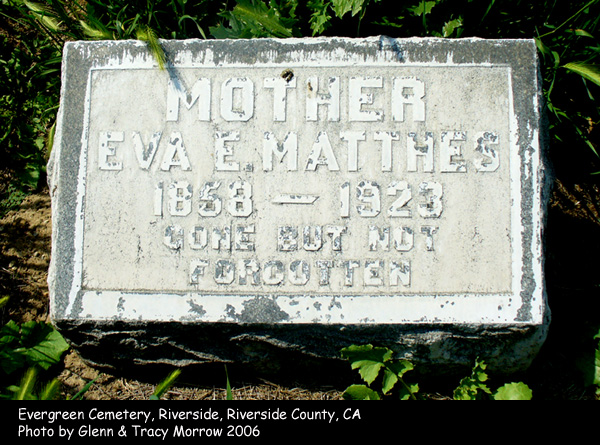 MOTHER
EVA E. MATTHES
1868 — 1923
GONE BUT NOT
FORGOTTEN
Evergreen Cemetery, Riverside, Riverside County, CA
Photo by Glenn & Tracy Morrow 2006